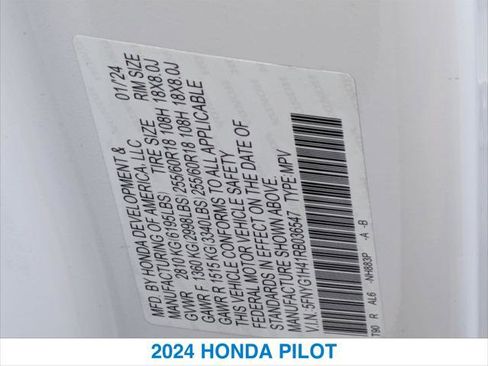 HONDA DEVELOPMENT & 01/'24
MANUFACTURING OF AMERICA, LLC
TIRE SIZE RIM SIZE
GVWR 2810 KG(6195LBS)
GAWR F 1360 KG(2998LBS) 255/60R18 108H 18X8.0J
GAWR R 1515 KG(3340LBS) 255/60R18 108H 18X8.0J
THIS VEHICLE CONFORMS TO ALL APPLICABLE
FEDERAL MOTOR VEHICLE SAFETY
STANDARDS IN EFFECT ON THE DATE OF
MANUFACTURE SHOWN ABOVE.
V.I.N: 5FNYG1H41RB036547 TYPE:MPV
T90 R AL6 -NH883P -A -B
2024 HONDA PILOT